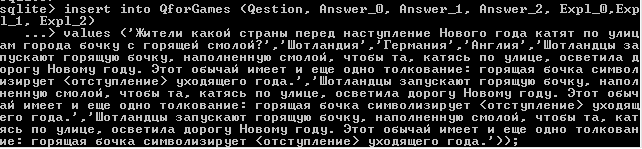 sqlite> insert into QforGames (Qestion, Answer_0, Answer_1, Answer_2, Expl_0,Exp
l_1, Expl_2)
   ...> values ('Жители какой страны перед наступление Нового года катят по улиц
ам города бочку с горящей смолой?','Шотландия','Германия','Англия','Шотландцы за
пускают горящую бочку, наполненную смолой, чтобы та, катясь по улице, осветила д
орогу Новому году. Этот обычай имеет и еще одно толкование: горящая бочка символ
изирует <отступление> уходящего года.','Шотландцы запускают горящую бочку, напол
ненную смолой, чтобы та, катясь по улице, осветила дорогу Новому году. Этот обыч
ай имеет и еще одно толкование: горящая бочка символизирует <отступление> уходящ
его года.','Шотландцы запускают горящую бочку, наполненную смолой, чтобы та, кат
ясь по улице, осветила дорогу Новому году. Этот обычай имеет и еще одно толкован
ие: горящая бочка символизирует <отступление> уходящего года.'));